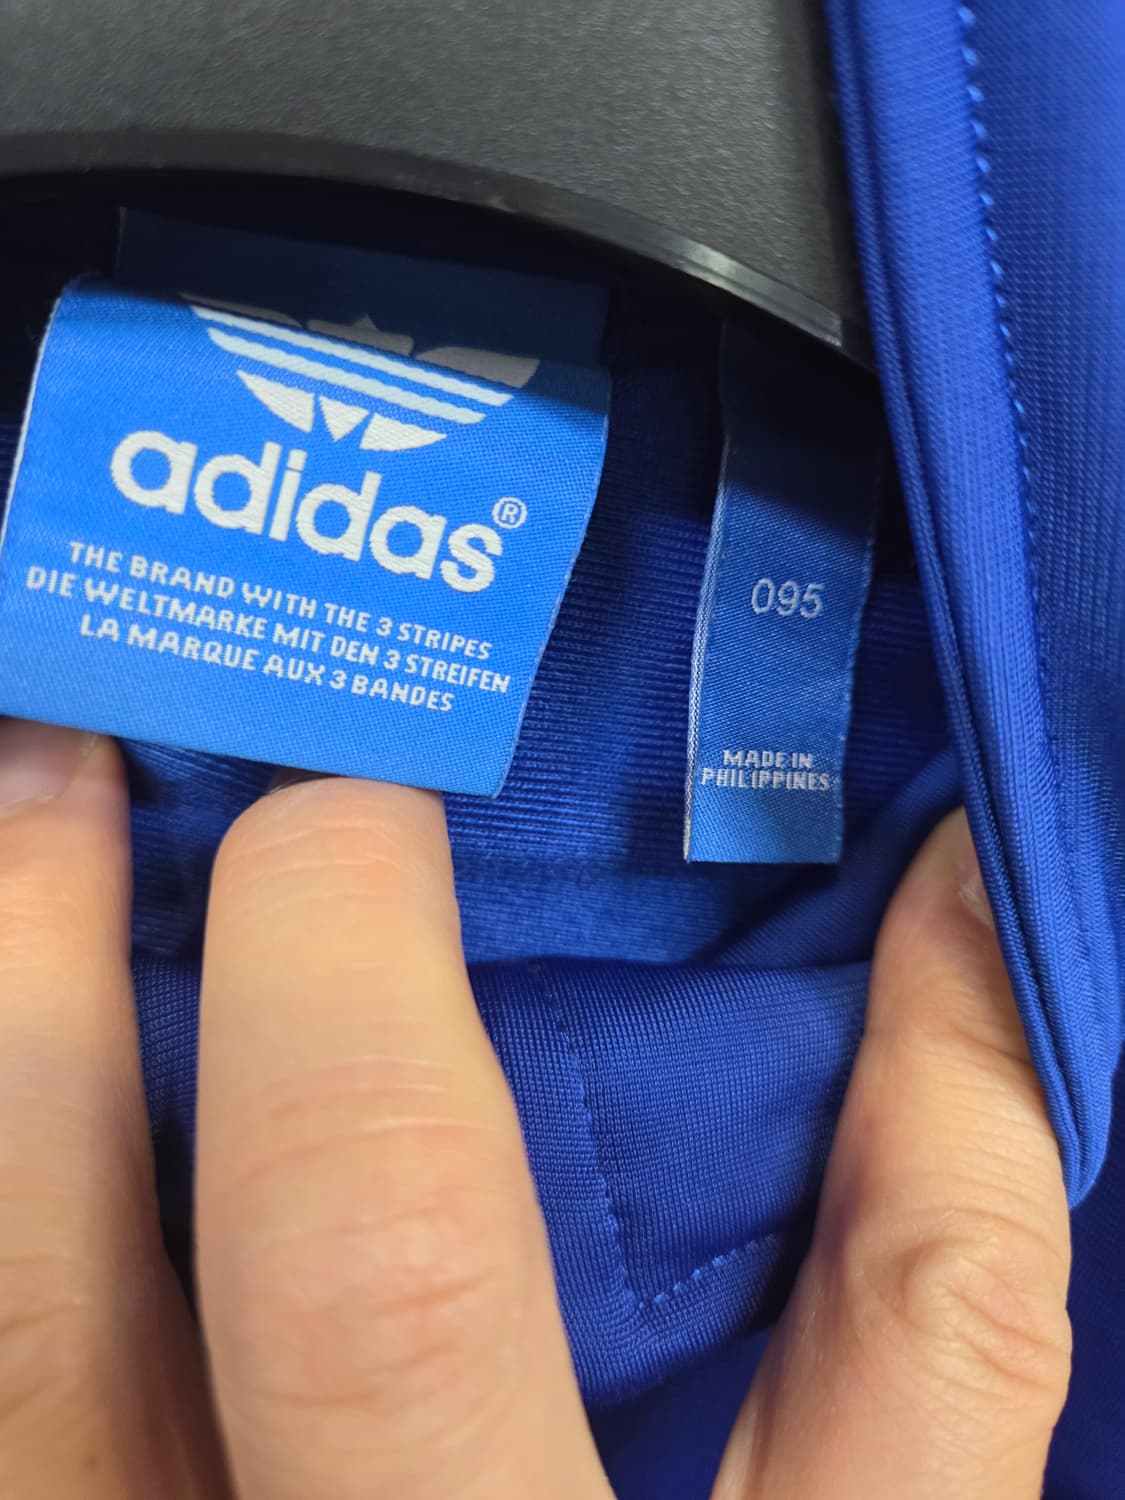 adidas®
THE BRAND WITH THE 3 STRIPES
DIE WELTMARKE MIT DEN 3 STREIFEN
LA MARQUE AUX 3 BANDES
095
MADE IN
PHILIPPINES